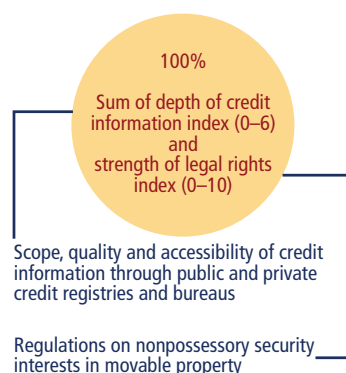 100%
Sum of depth of credit
information index (0–6)
and
strength of legal rights
index (0–10)
Scope, quality and accessibility of credit
information through public and private
credit registries and bureaus
Regulations on nonpossessory security
interests in movable property